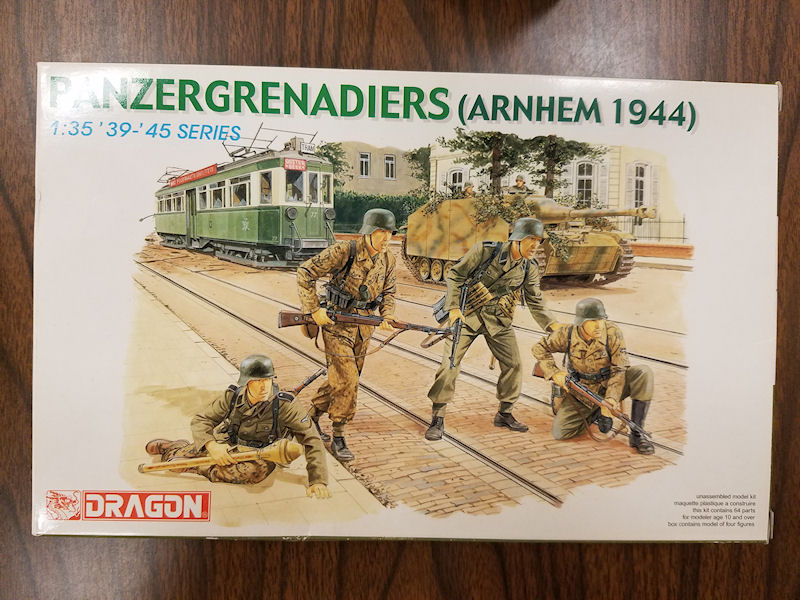 PANZERGRENADIERS (ARNHEM 1944)
1:35 '39-'45 SERIES
DRAGON
unassembled model kit
maquette plastique a construire
this kit contains 64 parts
for modeler age 10 and over
box contains model of four figures